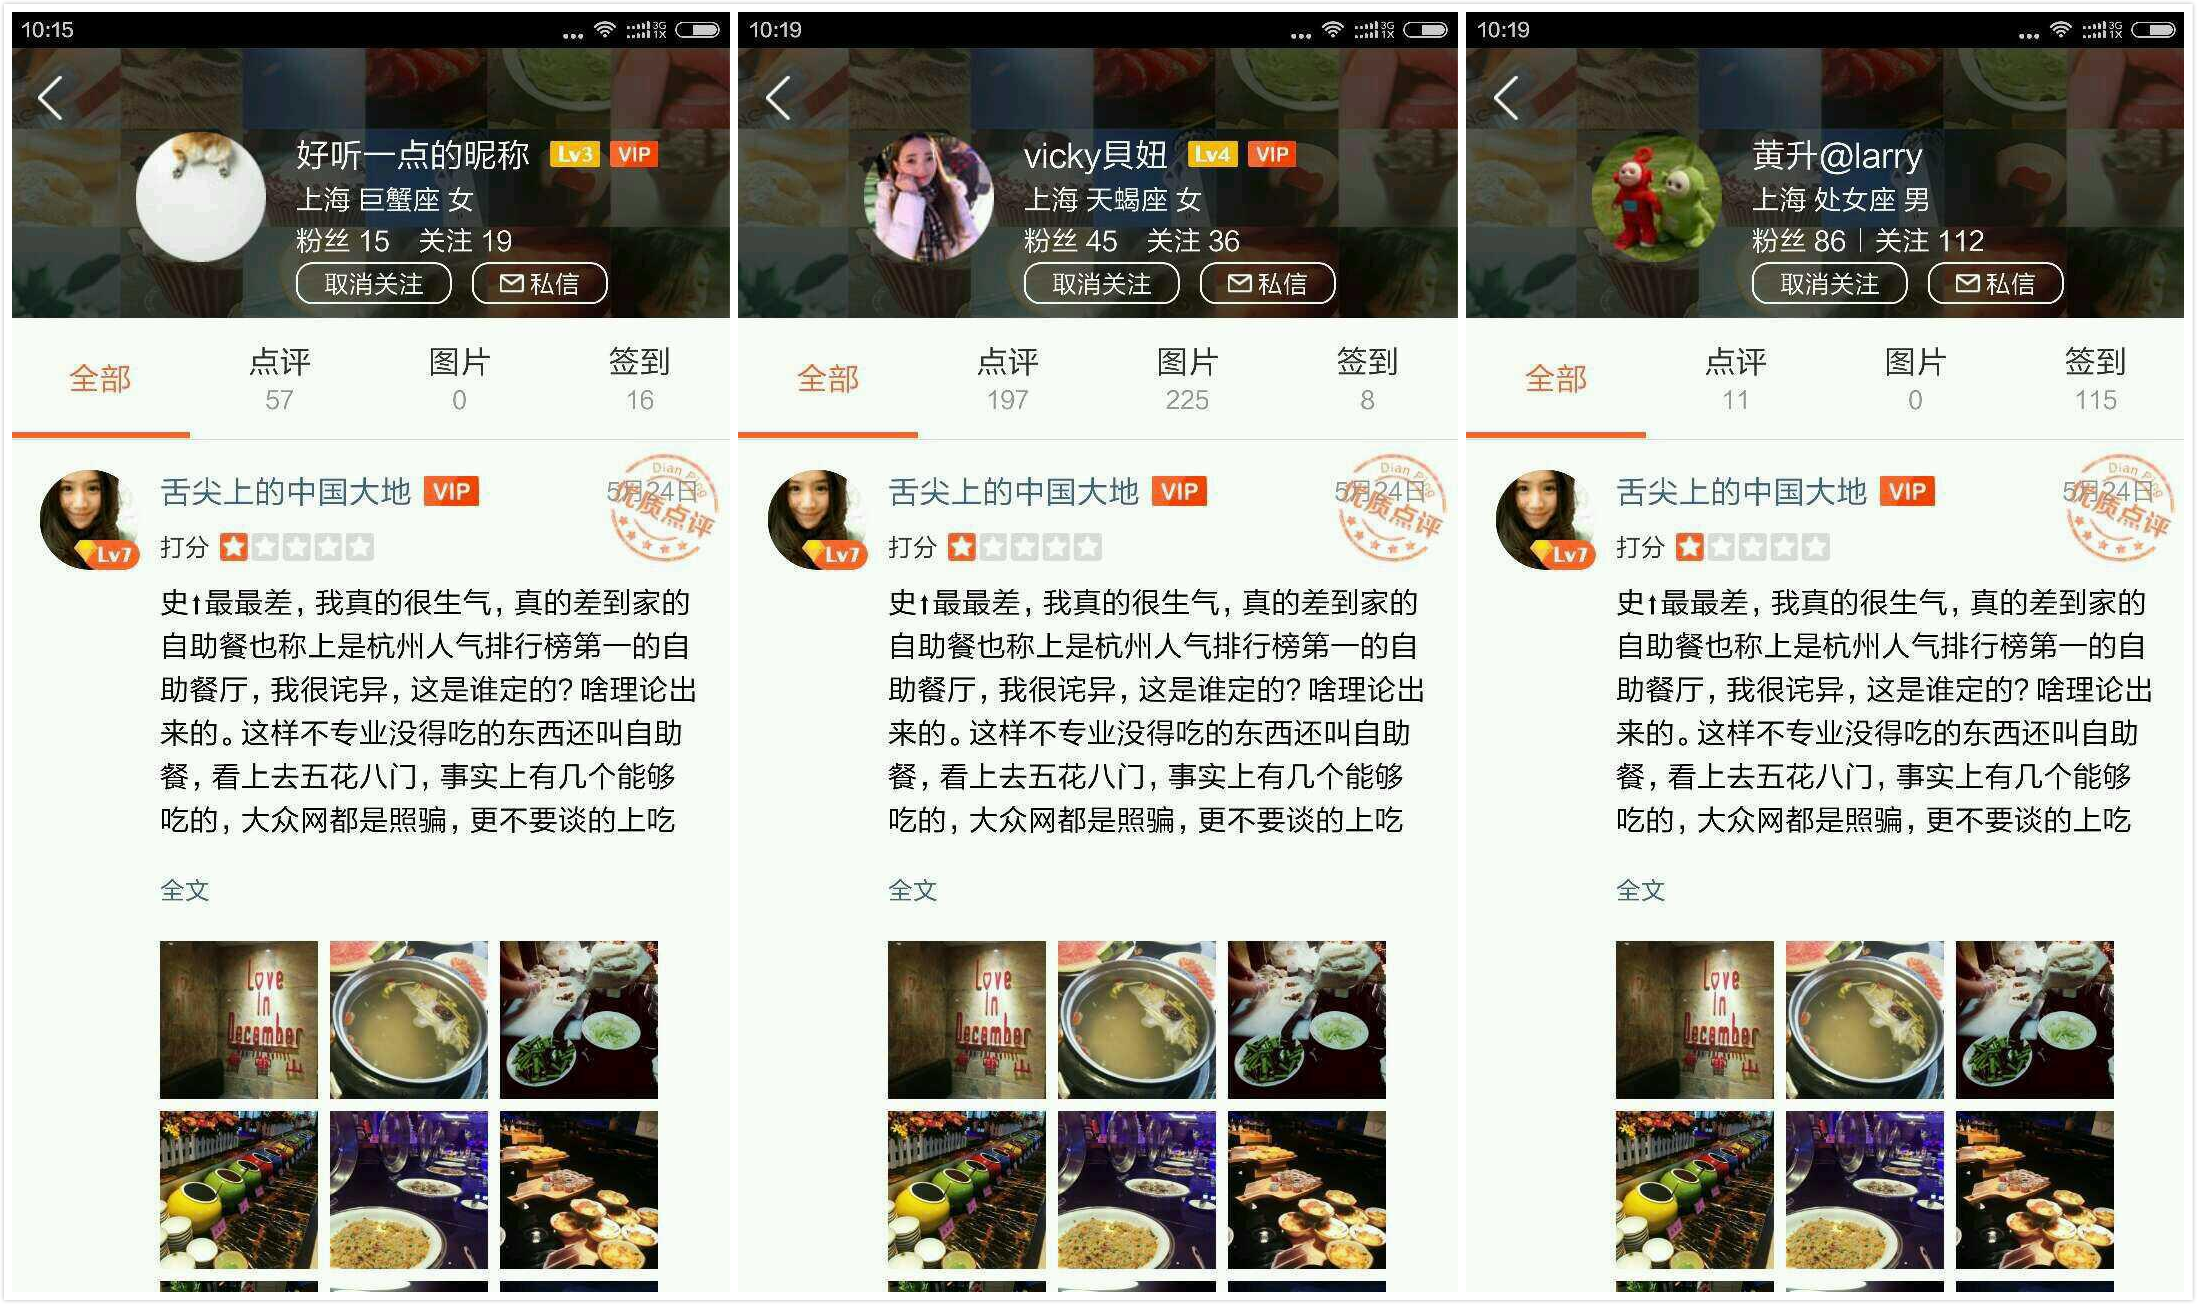 10:15
3G
1X
好听一点的昵称 Lv3 VIP
上海 巨蟹座 女
粉丝 15 关注 19
取消关注 私信
全部 点评 图片 签到
57 0 16
舌尖上的中国大地 VIP 5月24日
Dian Ping
优质点评
Lv7
打分
史↑最最差，我真的很生气，真的差到家的
自助餐也称上是杭州人气排行榜第一的自
助餐厅，我很诧异，这是谁定的？啥理论出
来的。这样不专业没得吃的东西还叫自助
餐，看上去五花八门，事实上有几个能够
吃的，大众网都是照骗，更不要谈的上吃
全文
Love
in
December
10:19
3G
1X
vicky貝妞 Lv4 VIP
上海 天蝎座 女
粉丝 45 关注 36
取消关注 私信
全部 点评 图片 签到
197 225 8
舌尖上的中国大地 VIP 5月24日
Dian Ping
优质点评
Lv7
打分
史↑最最差，我真的很生气，真的差到家的
自助餐也称上是杭州人气排行榜第一的自
助餐厅，我很诧异，这是谁定的？啥理论出
来的。这样不专业没得吃的东西还叫自助
餐，看上去五花八门，事实上有几个能够
吃的，大众网都是照骗，更不要谈的上吃
全文
Love
in
December
10:19
3G
1X
黄升@larry
上海 处女座 男
粉丝 86 | 关注 112
取消关注 私信
全部 点评 图片 签到
11 0 115
舌尖上的中国大地 VIP 5月24日
Dian Ping
优质点评
Lv7
打分
史↑最最差，我真的很生气，真的差到家的
自助餐也称上是杭州人气排行榜第一的自
助餐厅，我很诧异，这是谁定的？啥理论出
来的。这样不专业没得吃的东西还叫自助
餐，看上去五花八门，事实上有几个能够
吃的，大众网都是照骗，更不要谈的上吃
全文
Love
in
December